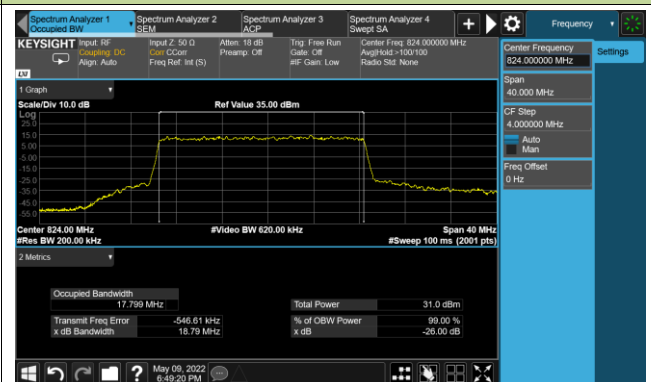 Spectrum Analyzer 1
Occupied BW
Spectrum Analyzer 2
SEM
Spectrum Analyzer 3
ACP
Spectrum Analyzer 4
Swept SA
Frequency
KEYSIGHT
Input: RF
Coupling: DC
Align: Auto
Input Z: 50 Ω
Corr CCorr
Freq Ref: Int (S)
Atten: 18 dB
Preamp: Off
Trig: Free Run
Gate: Off
#IF Gain: Low
Center Freq: 824.000000 MHz
Avg|Hold:>100/100
Radio Std: None
LXI
Center Frequency
824.000000 MHz
Settings
Span
40.000 MHz
CF Step
4.000000 MHz
Auto
Man
Freq Offset
0 Hz
1 Graph
Scale/Div 10.0 dB
Ref Value 35.00 dBm
Log
25.0
15.0
5.00
-5.00
-15.0
-25.0
-35.0
-45.0
-55.0
Center 824.00 MHz
#Video BW 620.00 kHz
Span 40 MHz
#Res BW 200.00 kHz
#Sweep 100 ms (2001 pts)
2 Metrics
Occupied Bandwidth
17.799 MHz
Total Power
31.0 dBm
Transmit Freq Error
-546.61 kHz
% of OBW Power
99.00 %
x dB Bandwidth
18.79 MHz
x dB
-26.00 dB
?
May 09, 2022
6:49:20 PM